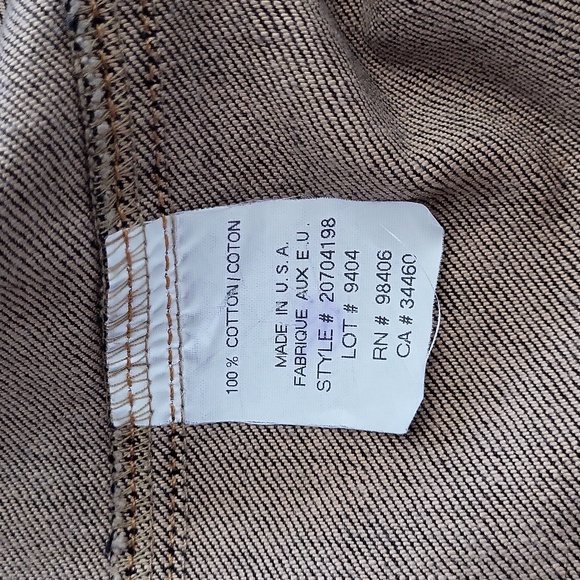 100 % COTTON / COTON
MADE IN U.S.A.
FABRIQUE AUX E.U.
STYLE # 20704198
LOT # 9404
RN # 98406
CA # 34460